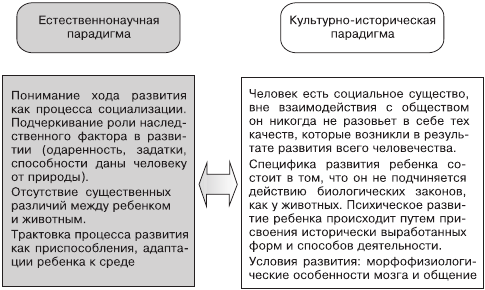 Естественнонаучная
парадигма
Культурно-историческая
парадигма
Понимание хода развития
как процесса социализации.
Подчеркивание роли наслед-
ственного фактора в разви-
тии (одаренность, задатки,
способности даны человеку
от природы).
Отсутствие существенных
различий между ребенком
и животным.
Трактовка процесса развития
как приспособления, адапта-
ции ребенка к среде
Человек есть социальное существо,
вне взаимодействия с обществом
он никогда не разовьет в себе тех
качеств, которые возникли в резуль-
тате развития всего человечества.
Специфика развития ребенка со-
стоит в том, что он не подчиняется
действию биологических законов,
как у животных. Психическое разви-
тие ребенка происходит путем при-
своения исторически выработанных
форм и способов деятельности.
Условия развития: морфофизиологи-
ческие особенности мозга и общение